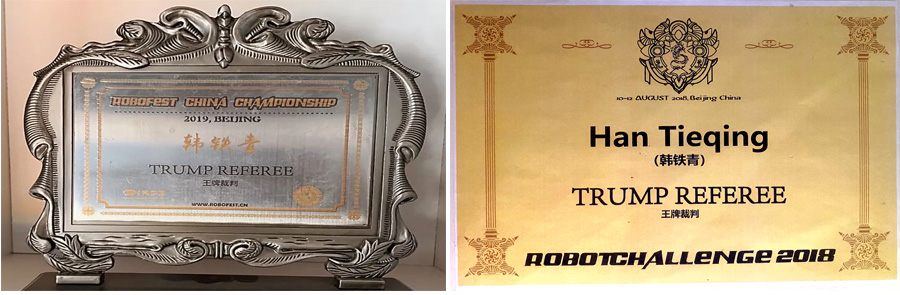 ROBOFEST CHINA CHAMPIONSHIP
2019, BEIJING
韩铁青
TRUMP REFEREE
王牌裁判
WWW.ROBOFEST.CN
10-12 AUGUST 2018, Beijing China
Han Tieqing
(韩铁青)
TRUMP REFEREE
王牌裁判
ROBOTCHALLENGE 2018